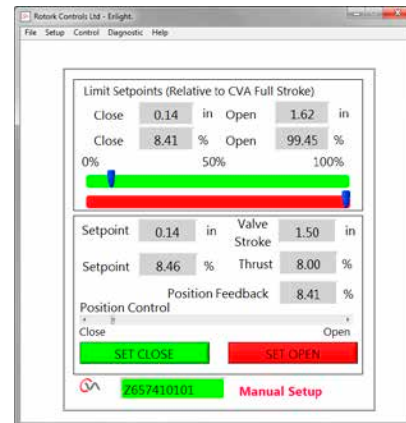 Rotork Controls Ltd - Enlight.
File Setup Control Diagnostic Help
Limit Setpoints (Relative to CVA Full Stroke)
Close 0.14 in Open 1.62 in
Close 8.41 % Open 99.45 %
0% 50% 100%
Setpoint 0.14 in Valve Stroke 1.50 in
Setpoint 8.46 % Thrust 8.00 %
Position Feedback 8.41 %
Position Control
Close Open
SET CLOSE SET OPEN
CVA Z657410101 Manual Setup